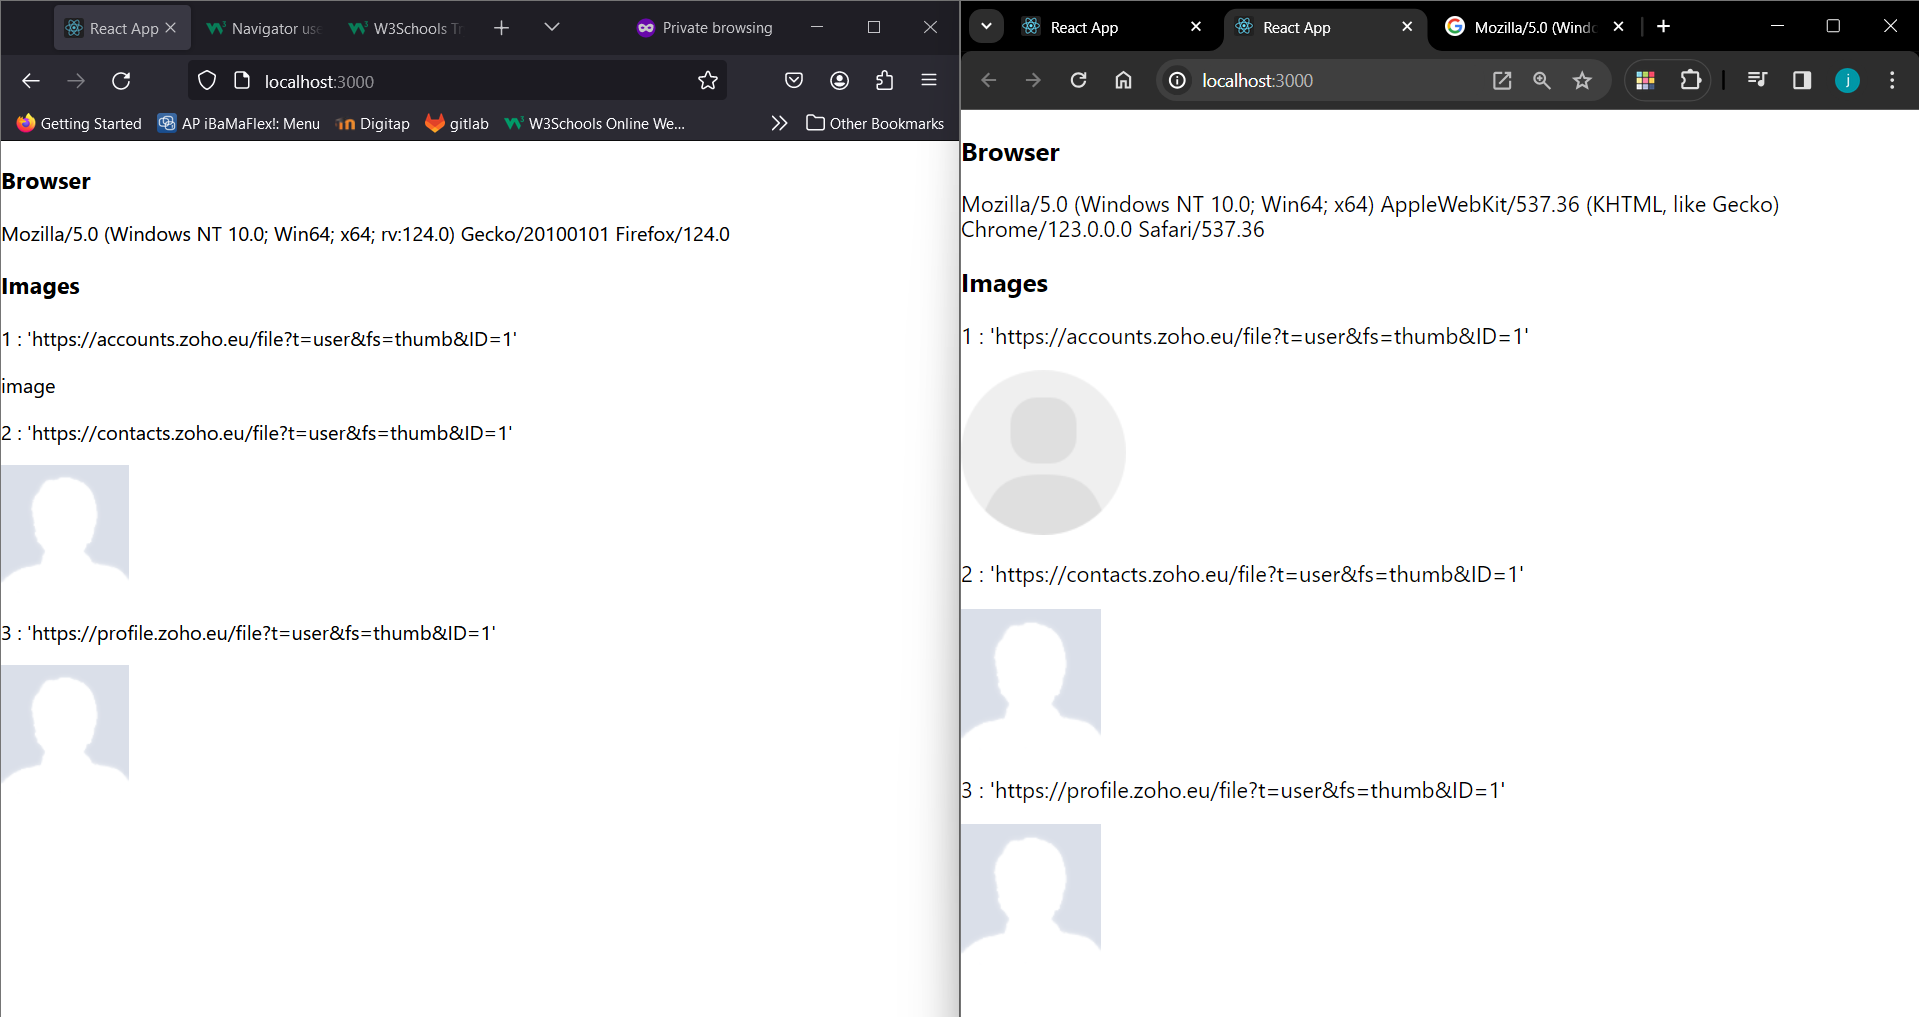 React App
Navigator use
W3Schools Tr
Private browsing
localhost:3000
Getting Started
AP iBaMaFlex!: Menu
Digitap
gitlab
W3Schools Online We...
Other Bookmarks
Browser
Mozilla/5.0 (Windows NT 10.0; Win64; x64; rv:124.0) Gecko/20100101 Firefox/124.0
Images
1 : 'https://accounts.zoho.eu/file?t=user&fs=thumb&ID=1'
image
2 : 'https://contacts.zoho.eu/file?t=user&fs=thumb&ID=1'
3 : 'https://profile.zoho.eu/file?t=user&fs=thumb&ID=1'
React App
React App
Mozilla/5.0 (Windo
localhost:3000
j
Browser
Mozilla/5.0 (Windows NT 10.0; Win64; x64) AppleWebKit/537.36 (KHTML, like Gecko)
Chrome/123.0.0.0 Safari/537.36
Images
1 : 'https://accounts.zoho.eu/file?t=user&fs=thumb&ID=1'
2 : 'https://contacts.zoho.eu/file?t=user&fs=thumb&ID=1'
3 : 'https://profile.zoho.eu/file?t=user&fs=thumb&ID=1'